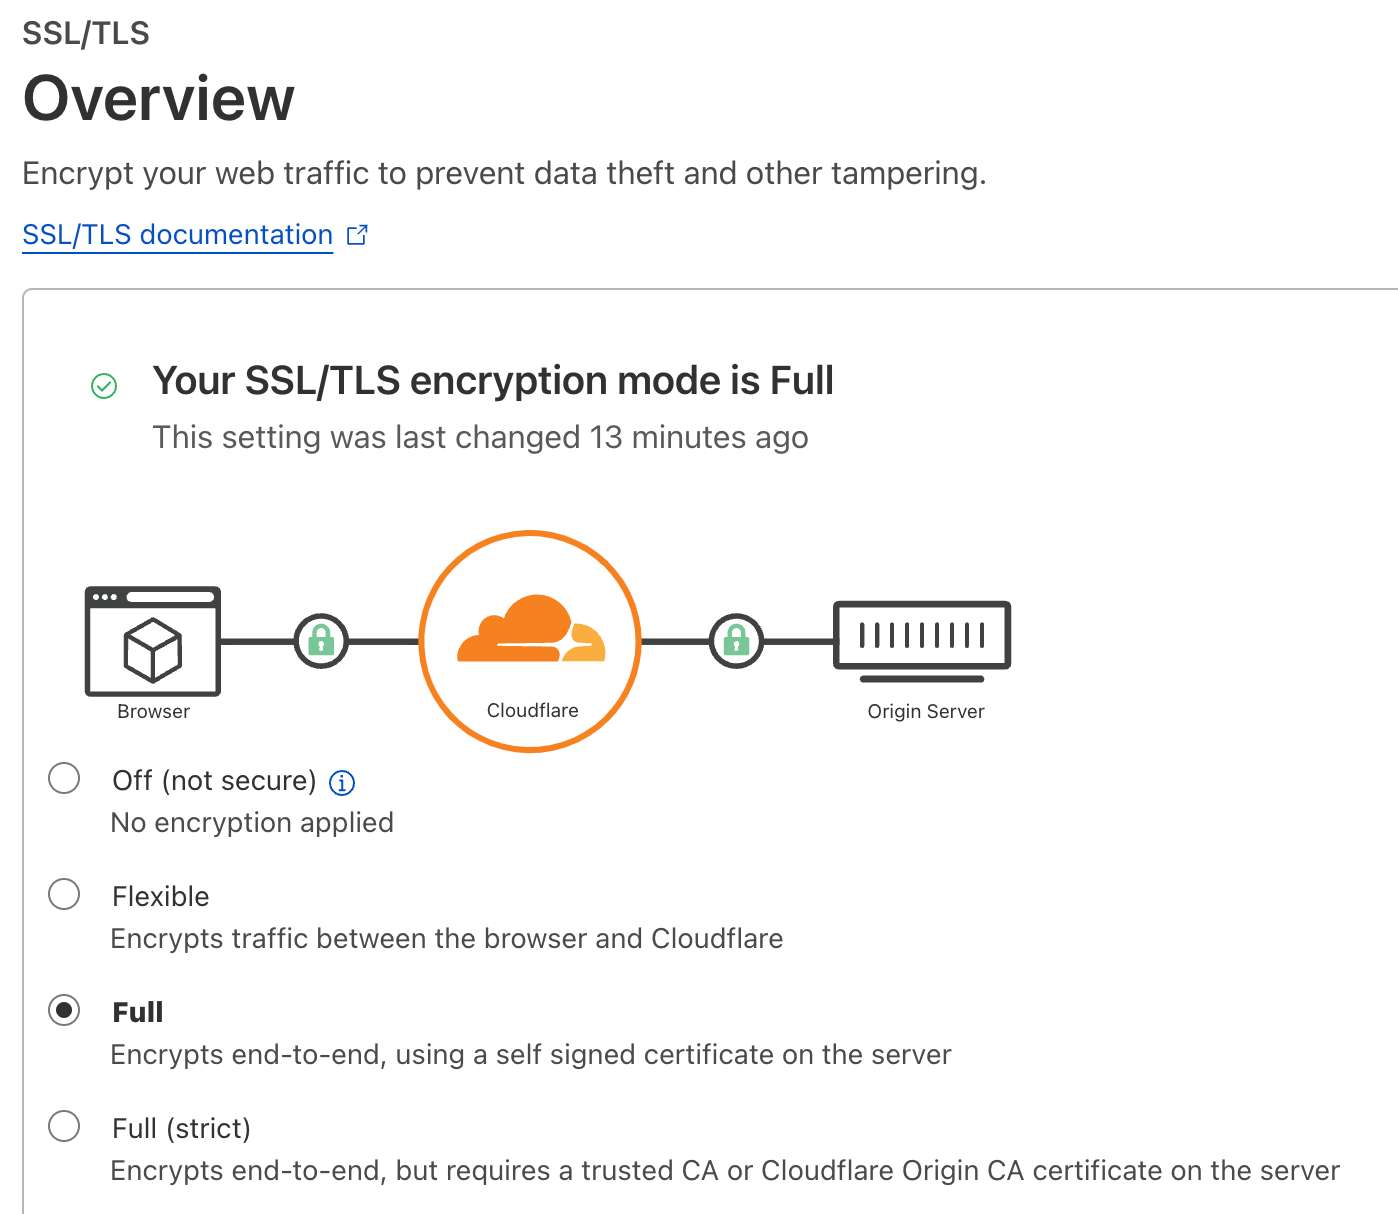 SSL/TLS
Overview
Encrypt your web traffic to prevent data theft and other tampering.
SSL/TLS documentation
Your SSL/TLS encryption mode is Full
This setting was last changed 13 minutes ago
Browser
Cloudflare
Origin Server
Off (not secure)
No encryption applied
Flexible
Encrypts traffic between the browser and Cloudflare
Full
Encrypts end-to-end, using a self signed certificate on the server
Full (strict)
Encrypts end-to-end, but requires a trusted CA or Cloudflare Origin CA certificate on the server